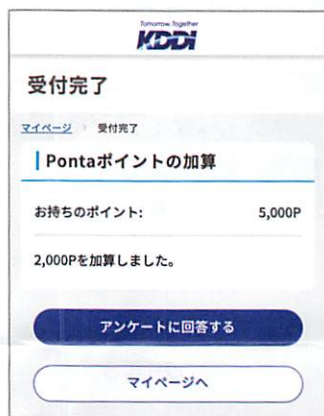 Tomorrow, Together
KDDI
受付完了
マイページ > 受付完了
Pontaポイントの加算
お持ちのポイント: 5,000P
2,000Pを加算しました。
アンケートに回答する
マイページへ